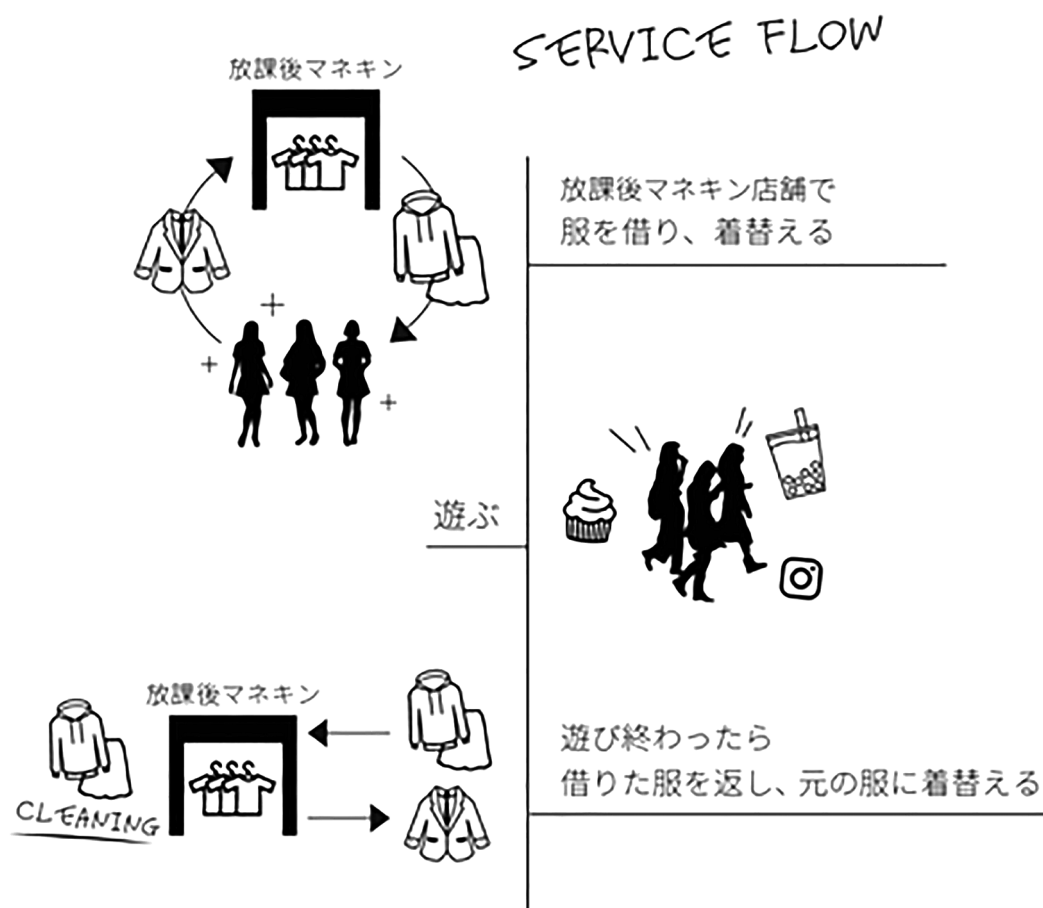 SERVICE FLOW
放課後マネキン
放課後マネキン店舗で
服を借り、着替える
遊ぶ
放課後マネキン
CLEANING
遊び終わったら
借りた服を返し、元の服に着替える